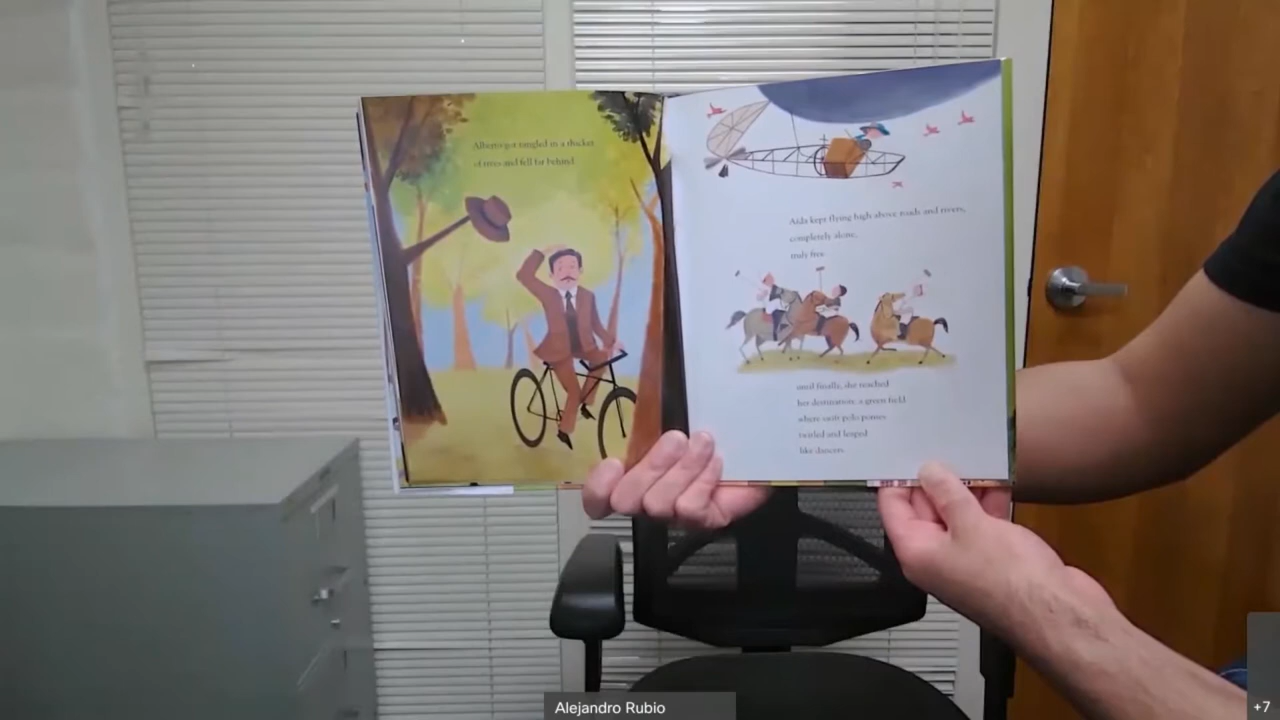 Alberto got tangled in a thicket
of trees and fell far behind.
Aida kept flying high above roads and rivers,
completely alone,
truly free
until finally, she reached
her destination, a green field
where swift polo ponies
twirled and leaped
like dancers.
Alejandro Rubio
+7